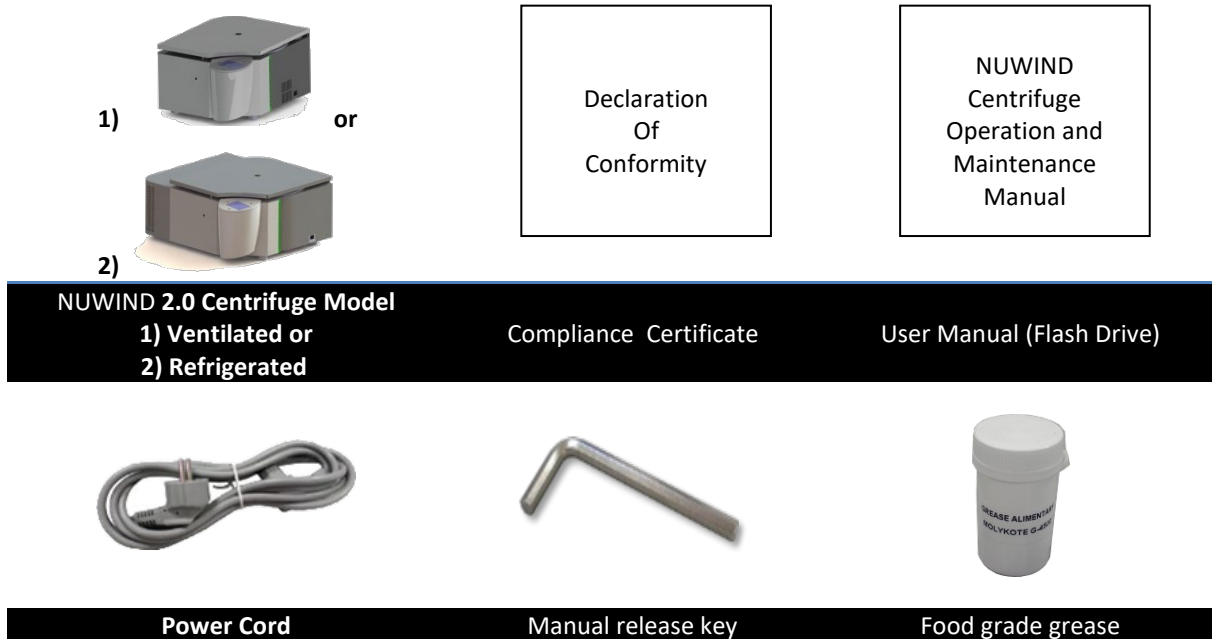 1)
or
2)
Declaration
Of
Conformity
NUWIND
Centrifuge
Operation and
Maintenance
Manual
NUWIND 2.0 Centrifuge Model
1) Ventilated or
2) Refrigerated
Compliance Certificate
User Manual (Flash Drive)
GREASE ALIMENTARY
MOLYKOTE G-4500
Power Cord
Manual release key
Food grade grease